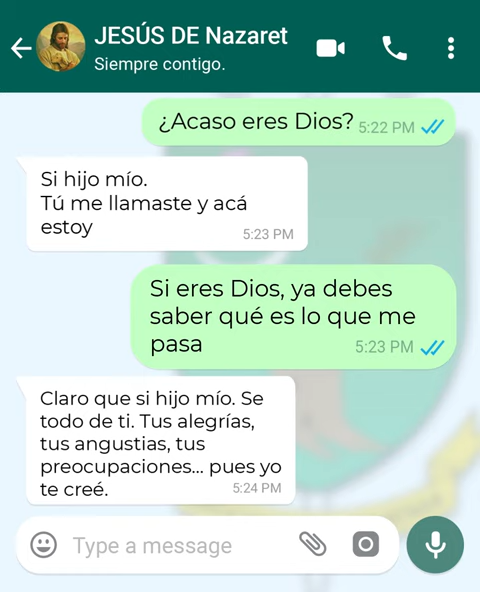 JESÚS DE Nazaret
Siempre contigo.
¿Acaso eres Dios? 5:22 PM
Si hijo mío.
Tú me llamaste y acá
estoy
5:23 PM
Si eres Dios, ya debes
saber qué es lo que me
pasa
5:23 PM
Claro que si hijo mío. Se
todo de ti. Tus alegrías,
tus angustias, tus
preocupaciones... pues yo
te creé.
5:24 PM
Type a message